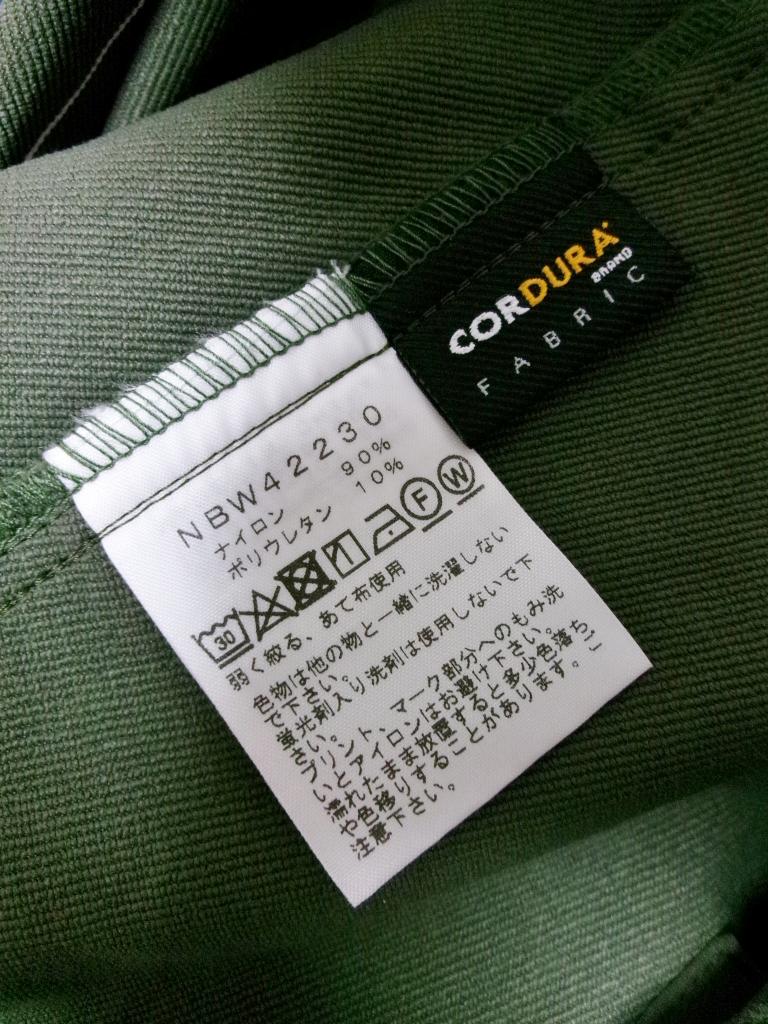 CORDURA
BRAND
FABRIC
NBW42230
ナイロン 90%
ポリウレタン 10%
30 F W
弱く絞る、あて布使用
色物は他の物と一緒に洗濯しない
で下さい。
蛍光剤入り洗剤は使用しないで下
さい。
プリント、マーク部分へのもみ洗
いとアイロンはお避け下さい。
濡れたまま放置すると多少色落ち
や色移りすることがあります。ご
注意下さい。